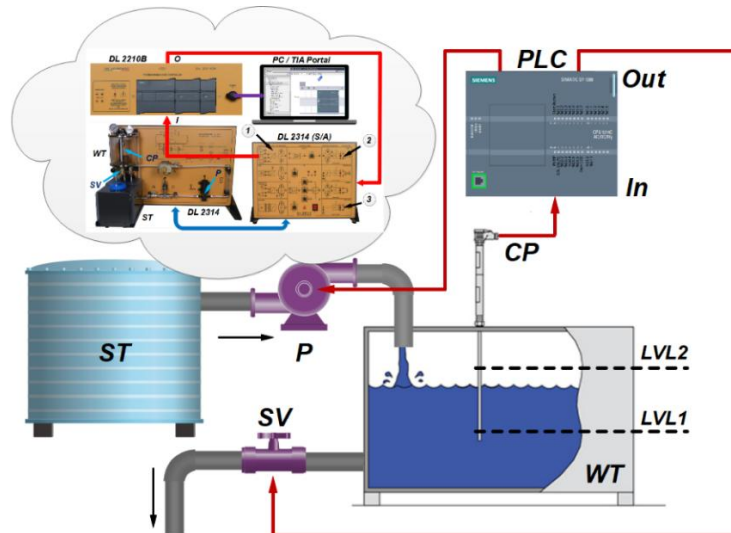 DL 2210B
O
PC / TIA Portal
I
1
DL 2314 (S/A)
2
WT
CP
SV
P
3
ST
DL 2314
PLC
SIEMENS
Out
In
CP
ST
P
LVL2
SV
LVL1
WT